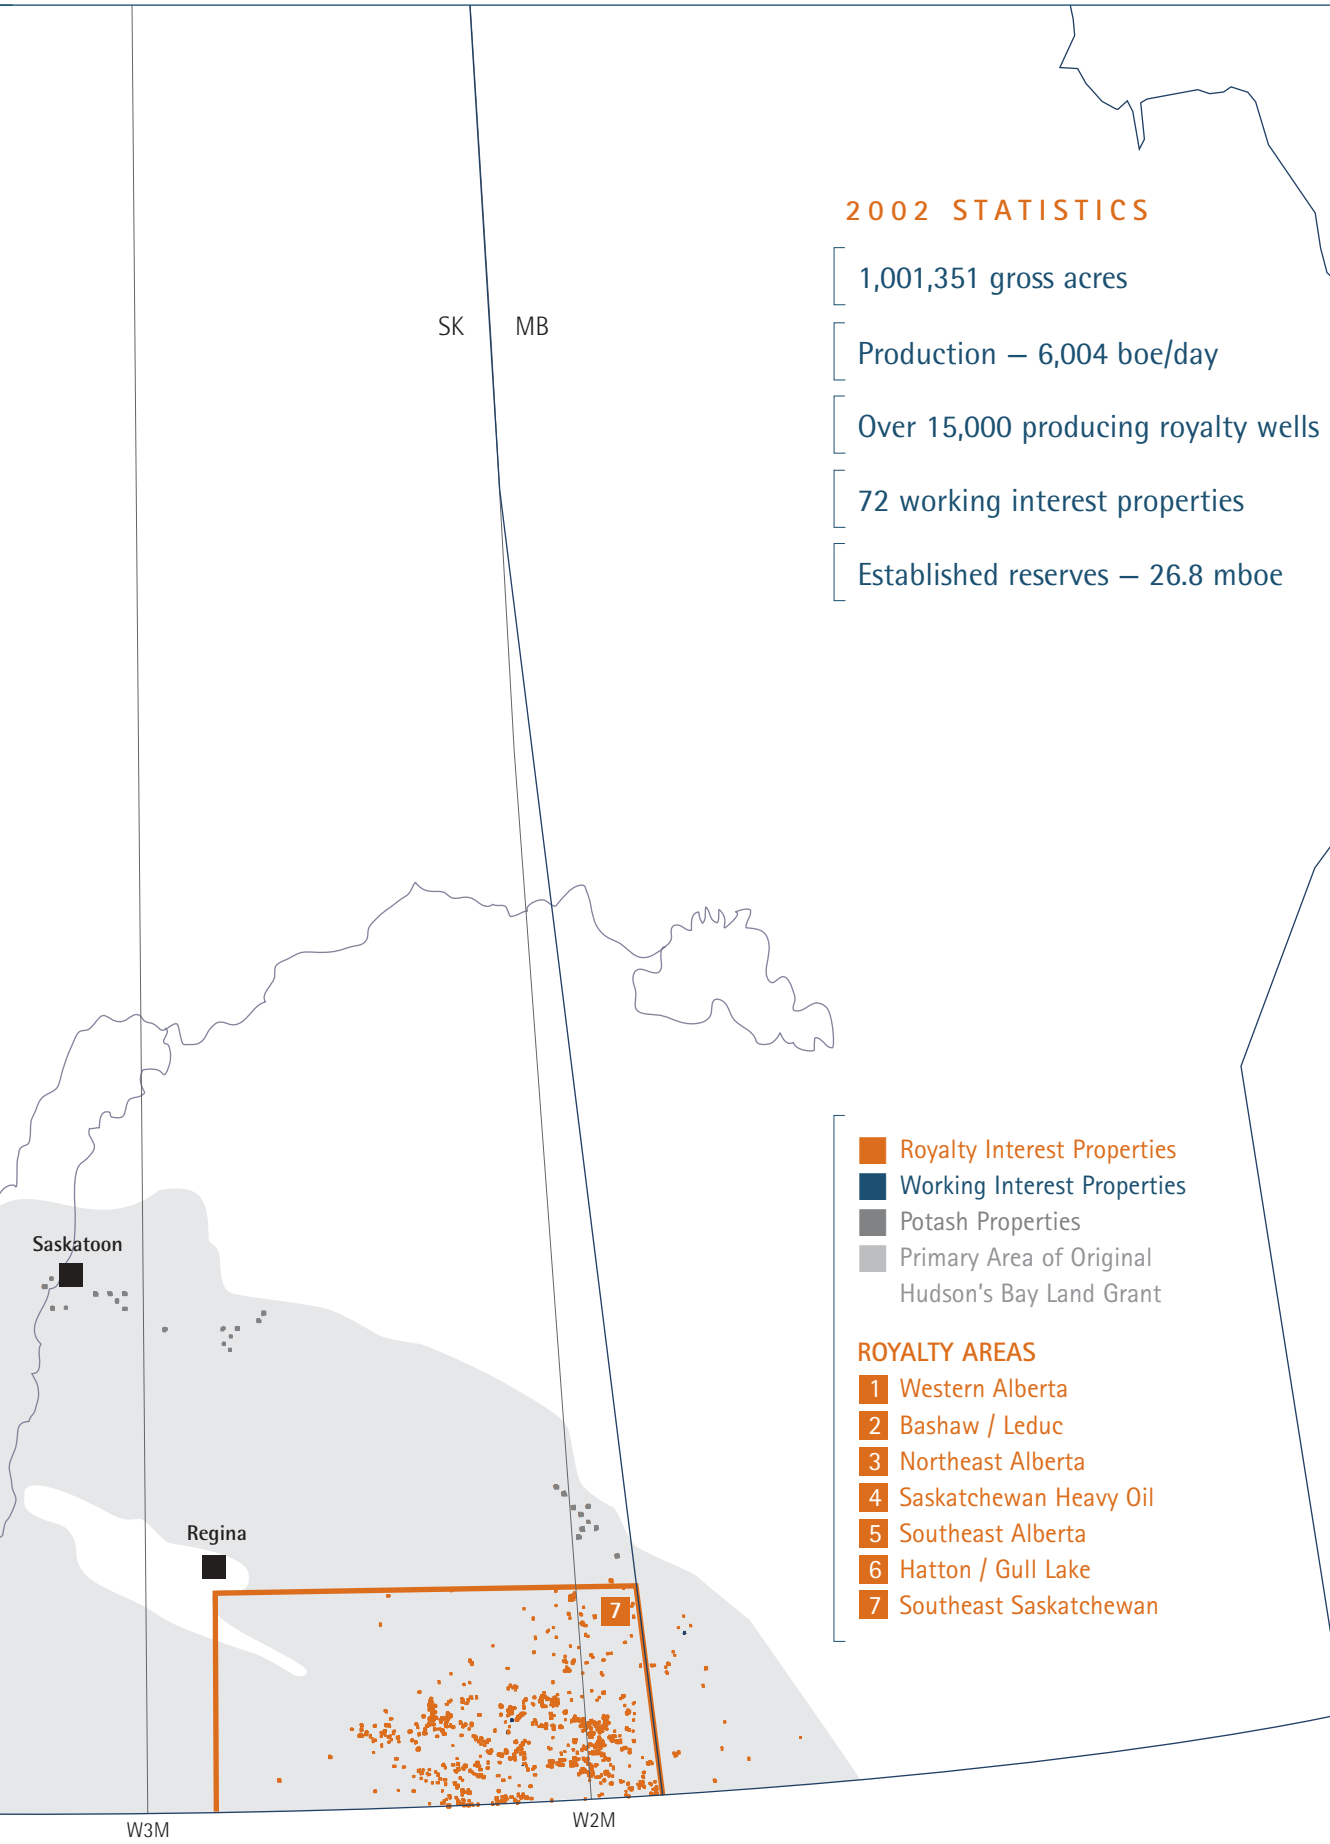 2002 STATISTICS
1,001,351 gross acres
SK MB
Production — 6,004 boe/day
Over 15,000 producing royalty wells
72 working interest properties
Established reserves — 26.8 mboe
Royalty Interest Properties
Working Interest Properties
Potash Properties
Primary Area of Original
Hudson's Bay Land Grant
Saskatoon
ROYALTY AREAS
1 Western Alberta
2 Bashaw / Leduc
3 Northeast Alberta
4 Saskatchewan Heavy Oil
5 Southeast Alberta
6 Hatton / Gull Lake
7 Southeast Saskatchewan
Regina
7
W3M
W2M